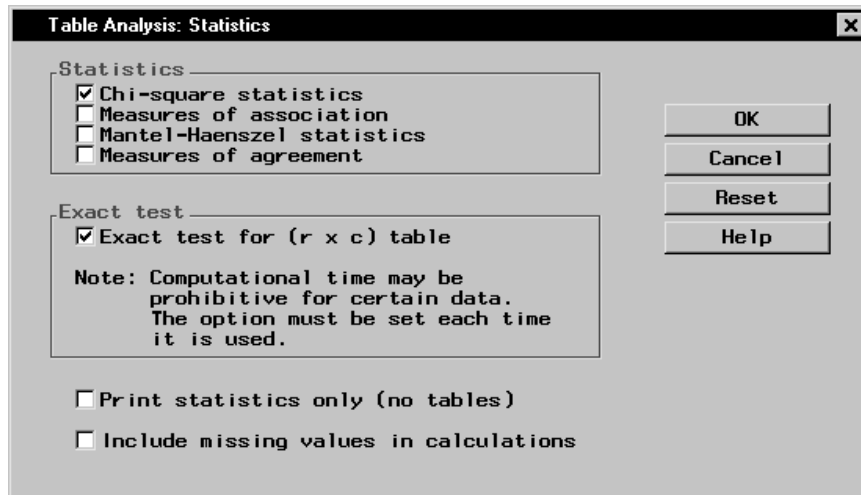 Table Analysis: Statistics
Statistics
Chi-square statistics
Measures of association
Mantel-Haenszel statistics
Measures of agreement
OK
Cancel
Reset
Help
Exact test
Exact test for (r x c) table
Note: Computational time may be
prohibitive for certain data.
The option must be set each time
it is used.
Print statistics only (no tables)
Include missing values in calculations